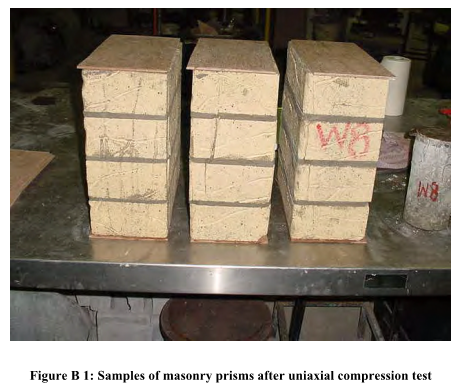 W8
W8
Figure B 1: Samples of masonry prisms after uniaxial compression test